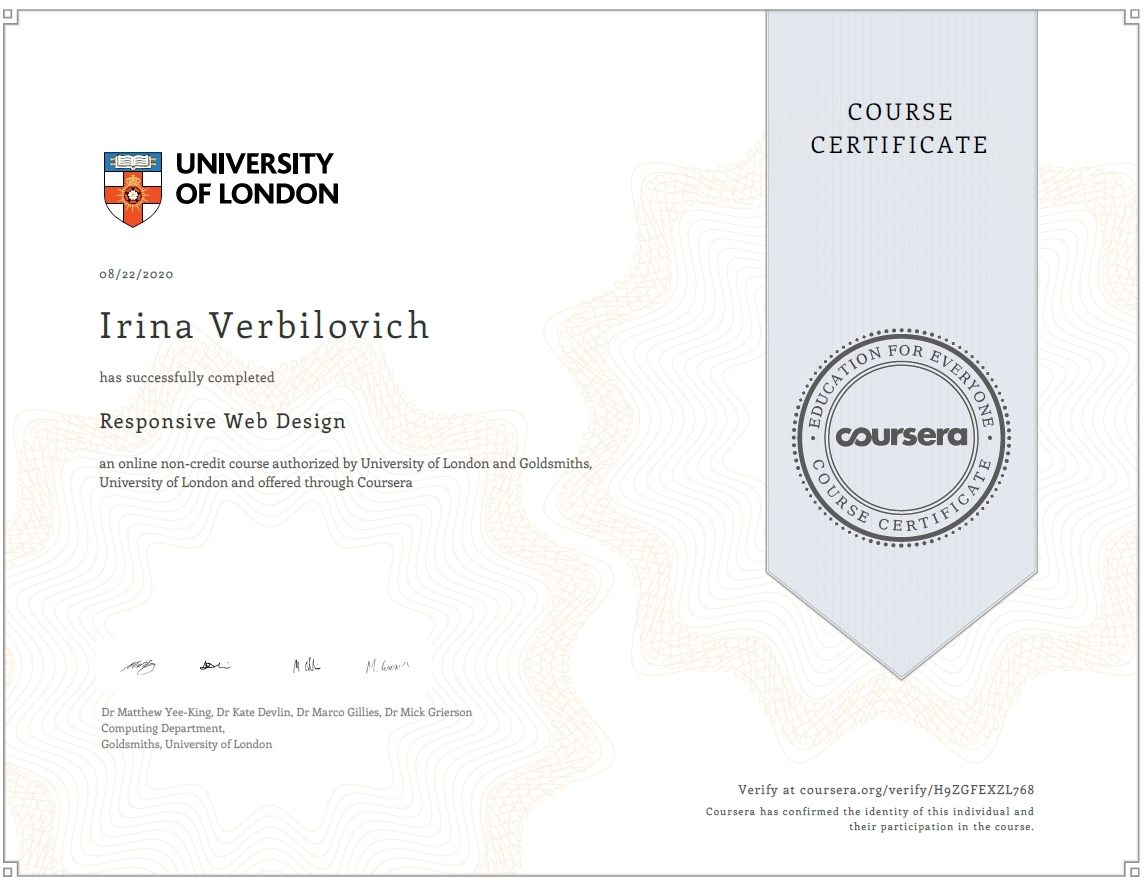 COURSE
CERTIFICATE
UNIVERSITY
OF LONDON
08/22/2020
Irina Verbilovich
has successfully completed
Responsive Web Design
an online non-credit course authorized by University of London and Goldsmiths,
University of London and offered through Coursera
EDUCATION FOR EVERYONE
coursera
COURSE CERTIFICATE
Dr Matthew Yee-King, Dr Kate Devlin, Dr Marco Gillies, Dr Mick Grierson
Computing Department,
Goldsmiths, University of London
Verify at coursera.org/verify/H9ZGFEXZL768
Coursera has confirmed the identity of this individual and
their participation in the course.